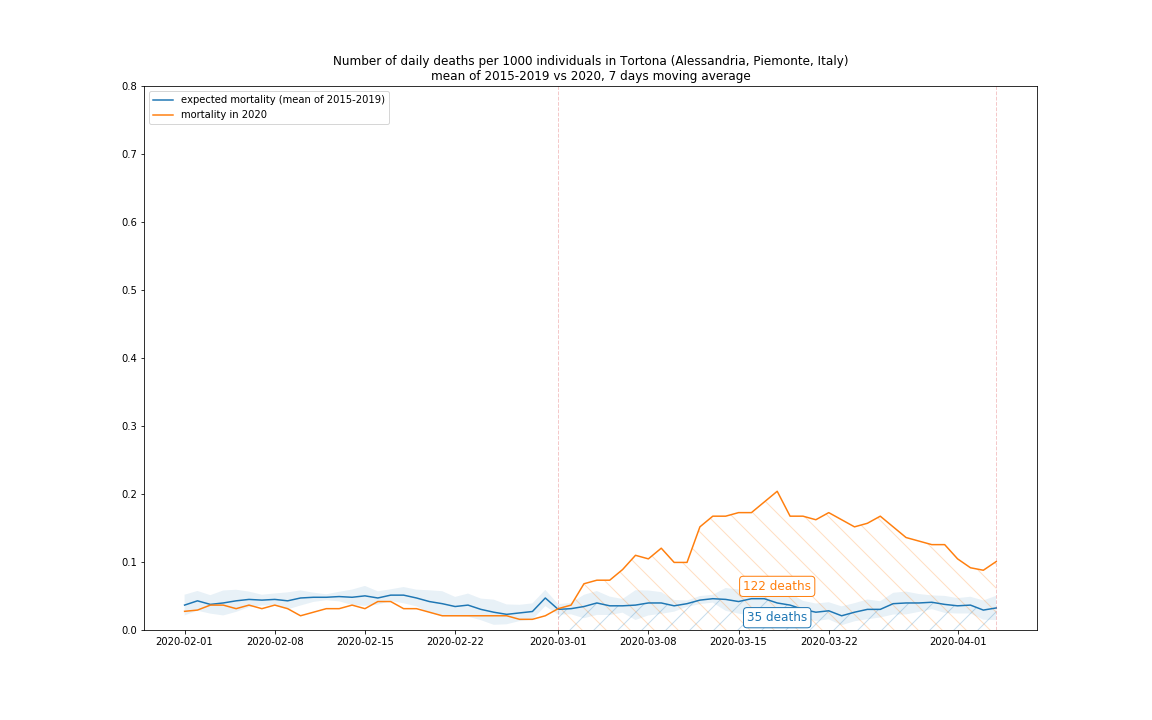 Number of daily deaths per 1000 individuals in Tortona (Alessandria, Piemonte, Italy)
mean of 2015-2019 vs 2020, 7 days moving average
expected mortality (mean of 2015-2019)
mortality in 2020
0.8
0.7
0.6
0.5
0.4
0.3
0.2
0.1
0.0
122 deaths
35 deaths
2020-02-01 2020-02-08 2020-02-15 2020-02-22 2020-03-01 2020-03-08 2020-03-15 2020-03-22 2020-04-01